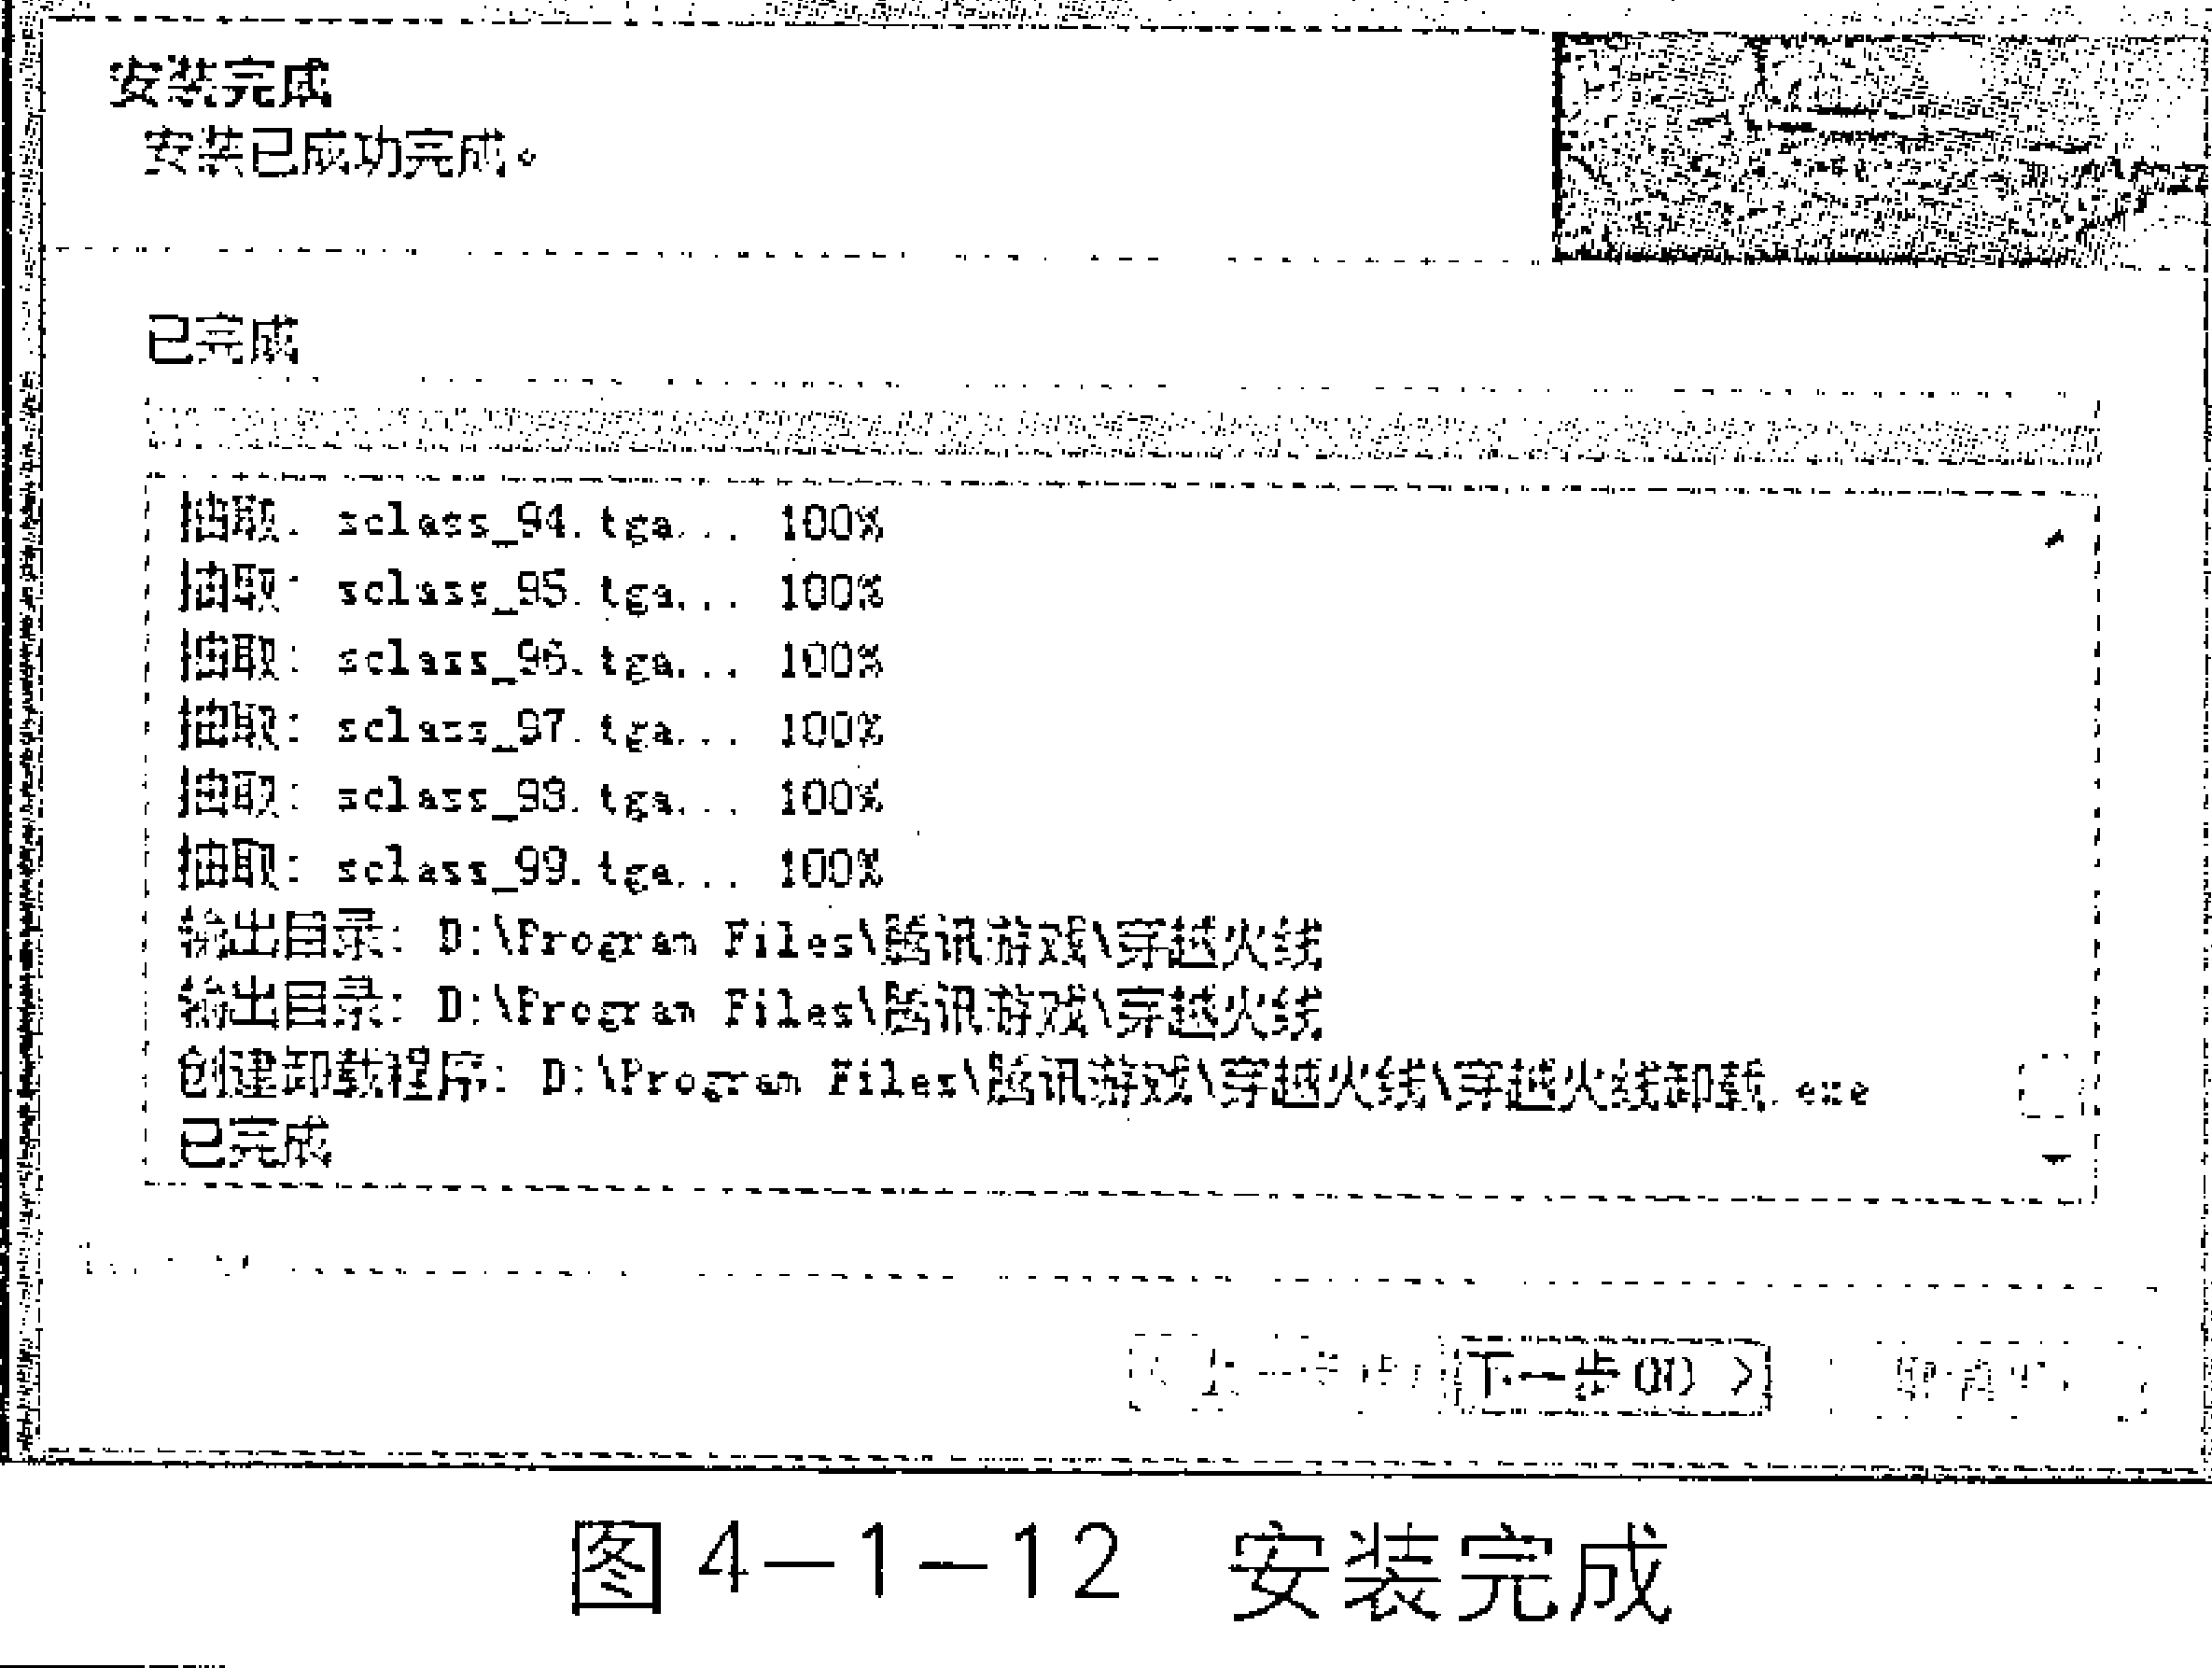 安装完成
安装已成功完成。
已完成
抽取: sclass_94.tga... 100%
抽取: sclass_95.tga... 100%
抽取: sclass_96.tga... 100%
抽取: sclass_97.tga... 100%
抽取: sclass_98.tga... 100%
抽取: sclass_99.tga... 100%
输出目录: D:\Program Files\腾讯游戏\穿越火线
输出目录: D:\Program Files\腾讯游戏\穿越火线
创建卸载程序: D:\Program Files\腾讯游戏\穿越火线\穿越火线卸载.exe
已完成
下一步(N) >
图 4-1-12 安装完成